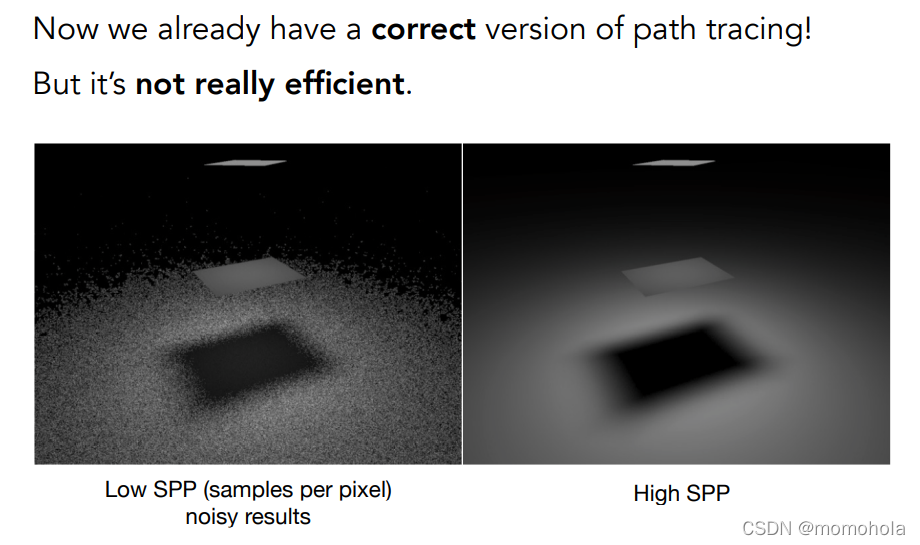 Now we already have a correct version of path tracing!
But it’s not really efficient.
Low SPP (samples per pixel)
noisy results
High SPP
CSDN @momohola